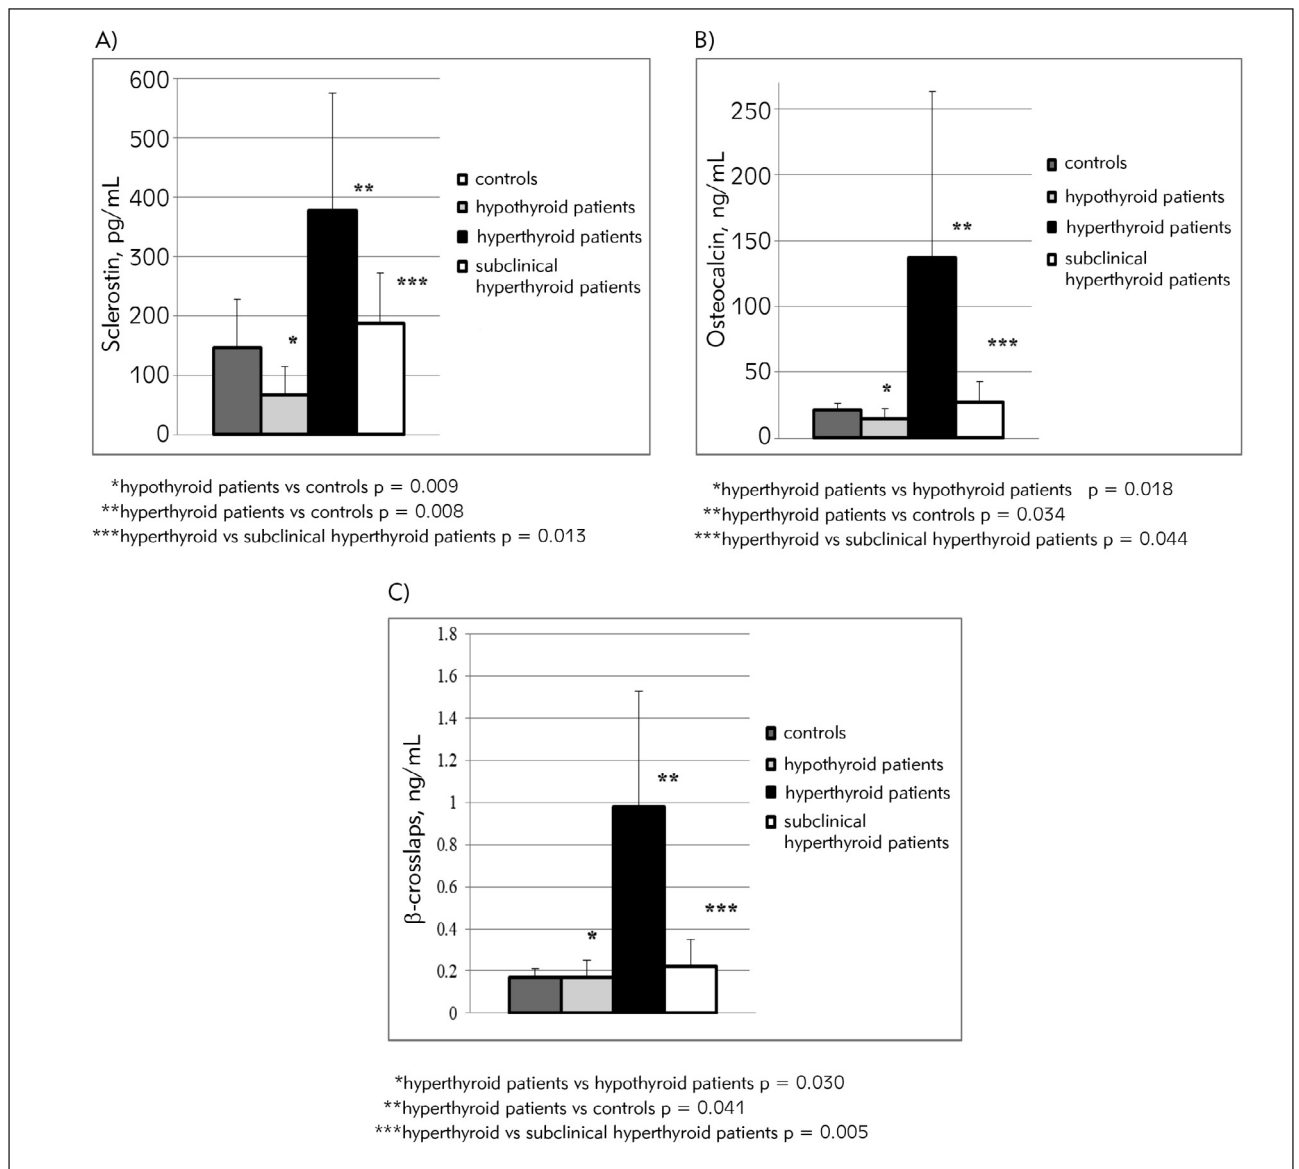 A)
600
500
400
300
200
100
0
Sclerostin, pg/mL
*
**
***
controls
hypothyroid patients
hyperthyroid patients
subclinical
hyperthyroid patients
*hypothyroid patients vs controls p = 0.009
**hyperthyroid patients vs controls p = 0.008
***hyperthyroid vs subclinical hyperthyroid patients p = 0.013
B)
250
200
150
100
50
0
Osteocalcin, ng/mL
*
**
***
controls
hypothyroid patients
hyperthyroid patients
subclinical
hyperthyroid patients
*hyperthyroid patients vs hypothyroid patients p = 0.018
**hyperthyroid patients vs controls p = 0.034
***hyperthyroid vs subclinical hyperthyroid patients p = 0.044
C)
1.8
1.6
1.4
1.2
1
0.8
0.6
0.4
0.2
0
β-crosslaps, ng/mL
*
**
***
controls
hypothyroid patients
hyperthyroid patients
subclinical
hyperthyroid patients
*hyperthyroid patients vs hypothyroid patients p = 0.030
**hyperthyroid patients vs controls p = 0.041
***hyperthyroid vs subclinical hyperthyroid patients p = 0.005